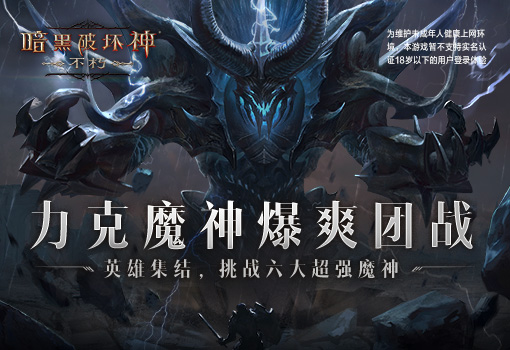 暗黑破坏神
不朽
为维护未成年人健康上网环
境，本游戏暂不支持实名认
证18岁以下的用户登录体验
力克魔神爆爽团战
英雄集结，挑战六大超强魔神